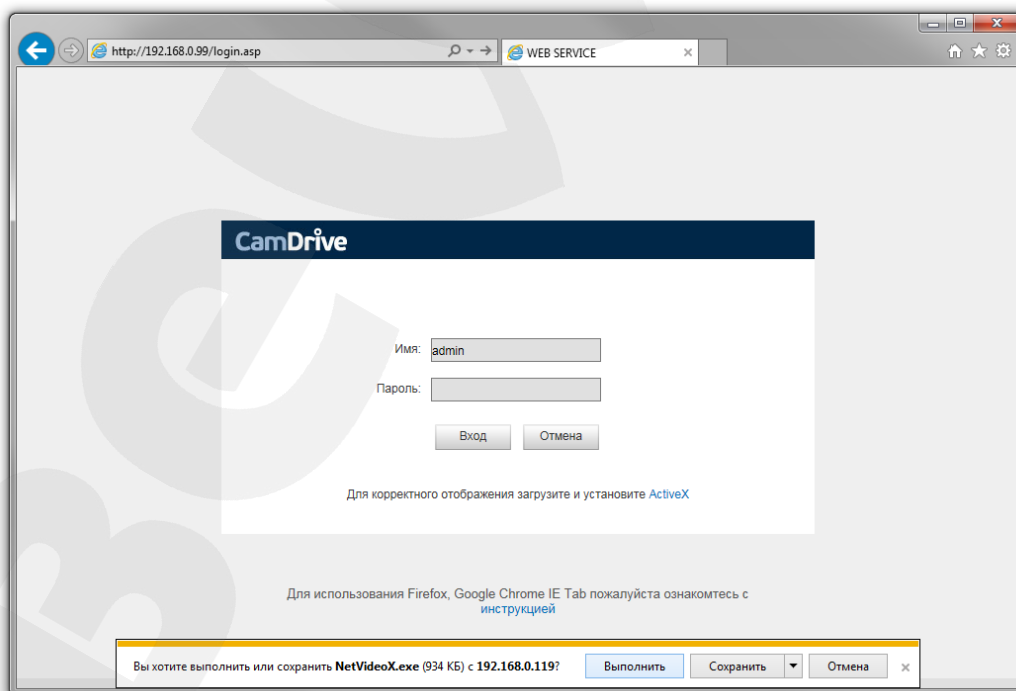 http://192.168.0.99/login.asp
WEB SERVICE
CamDrive
Имя: admin
Пароль:
Вход Отмена
Для корректного отображения загрузите и установите ActiveX
Для использования Firefox, Google Chrome IE Tab пожалуйста ознакомтесь с
инструкцией
Вы хотите выполнить или сохранить NetVideoX.exe (934 КБ) с 192.168.0.119? Выполнить Сохранить Отмена